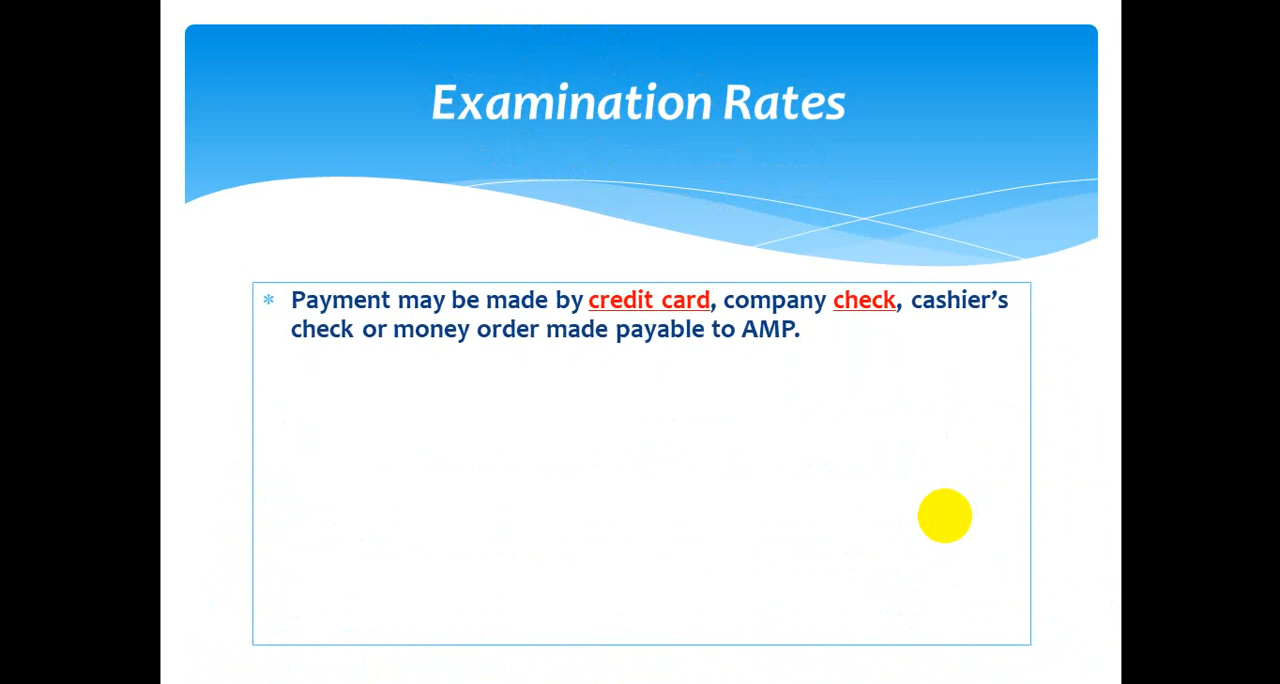 Examination Rates
* Payment may be made by credit card, company check, cashier’s
check or money order made payable to AMP.